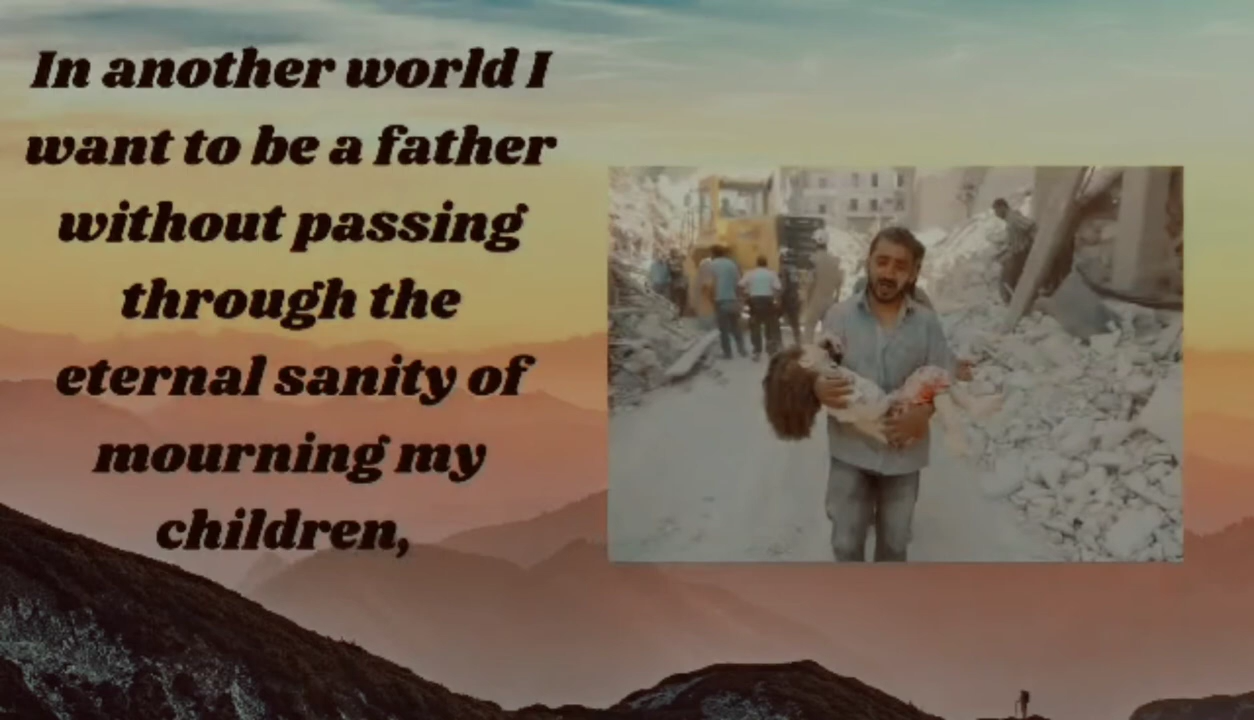 In another world I
want to be a father
without passing
through the
eternal sanity of
mourning my
children,